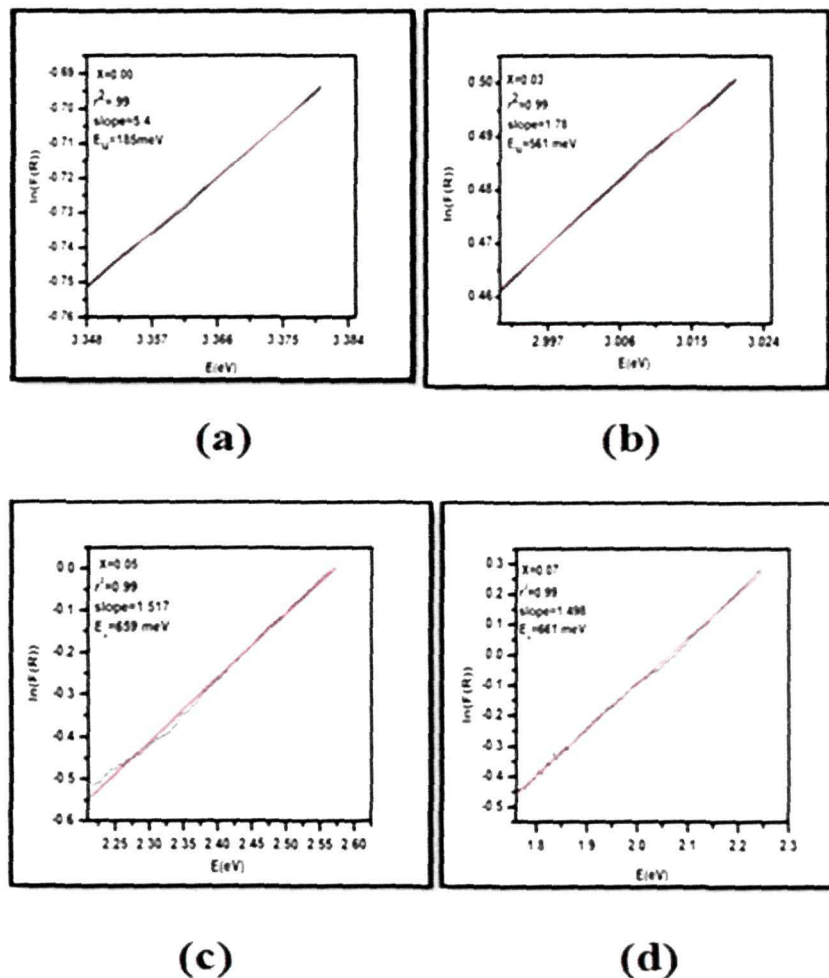 X=0.00
r²=.99
slope=5.4
E_U=185meV
-0.69
-0.70
-0.71
-0.72
-0.73
-0.74
-0.75
-0.76
ln(F(R))
3.348 3.357 3.366 3.375 3.384
E(eV)
(a)
X=0.03
r²=0.99
slope=1.78
E_U=561 meV
0.50
0.49
0.48
0.47
0.46
ln(F(R))
2.997 3.006 3.015 3.024
E(eV)
(b)
X=0.05
r²=0.99
slope=1.517
E =659 meV
0.0
-0.1
-0.2
-0.3
-0.4
-0.5
-0.6
ln(F(R))
2.25 2.30 2.35 2.40 2.45 2.50 2.55 2.60
E(eV)
(c)
X=0.07
r²=0.99
slope=1.498
E =661 meV
0.3
0.2
0.1
0.0
-0.1
-0.2
-0.3
-0.4
-0.5
ln(F(R))
1.8 1.9 2.0 2.1 2.2 2.3
E(eV)
(d)